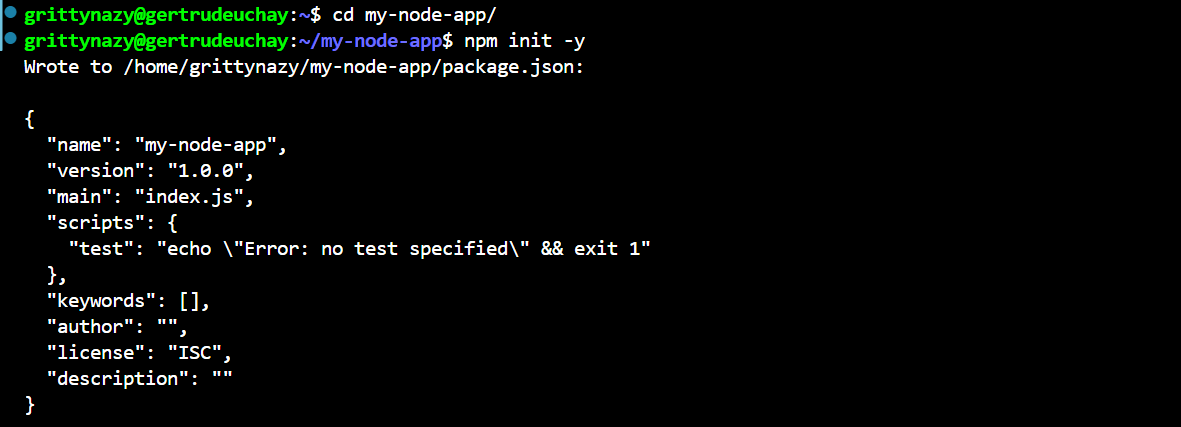 grittynazy@gertrudeuchay:~$ cd my-node-app/
grittynazy@gertrudeuchay:~/my-node-app$ npm init -y
Wrote to /home/grittynazy/my-node-app/package.json:

{
  "name": "my-node-app",
  "version": "1.0.0",
  "main": "index.js",
  "scripts": {
    "test": "echo \"Error: no test specified\" && exit 1"
  },
  "keywords": [],
  "author": "",
  "license": "ISC",
  "description": ""
}